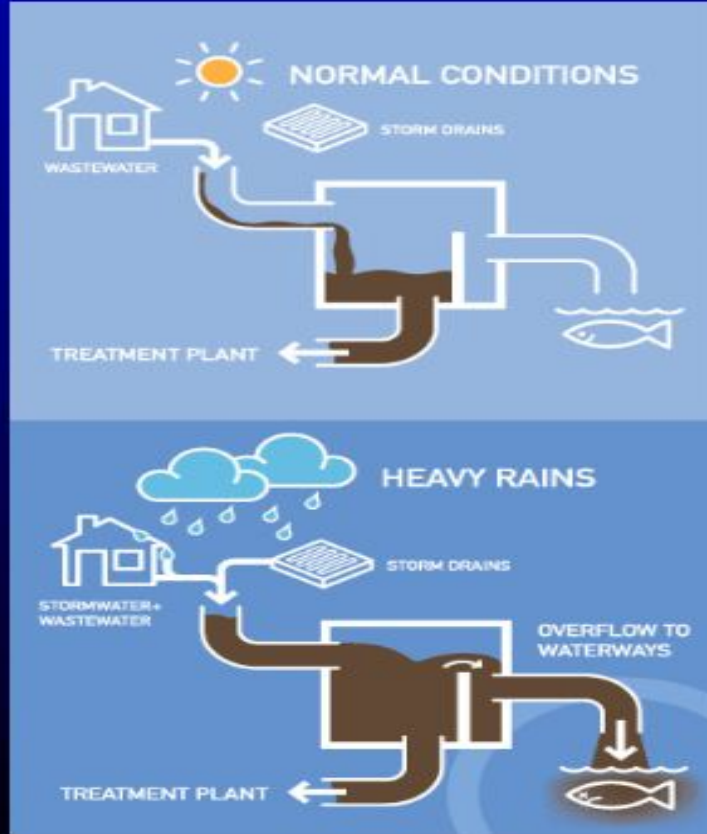 NORMAL CONDITIONS
STORM DRAINS
WASTEWATER
TREATMENT PLANT
HEAVY RAINS
STORM DRAINS
STORMWATER+
WASTEWATER
OVERFLOW TO
WATERWAYS
TREATMENT PLANT